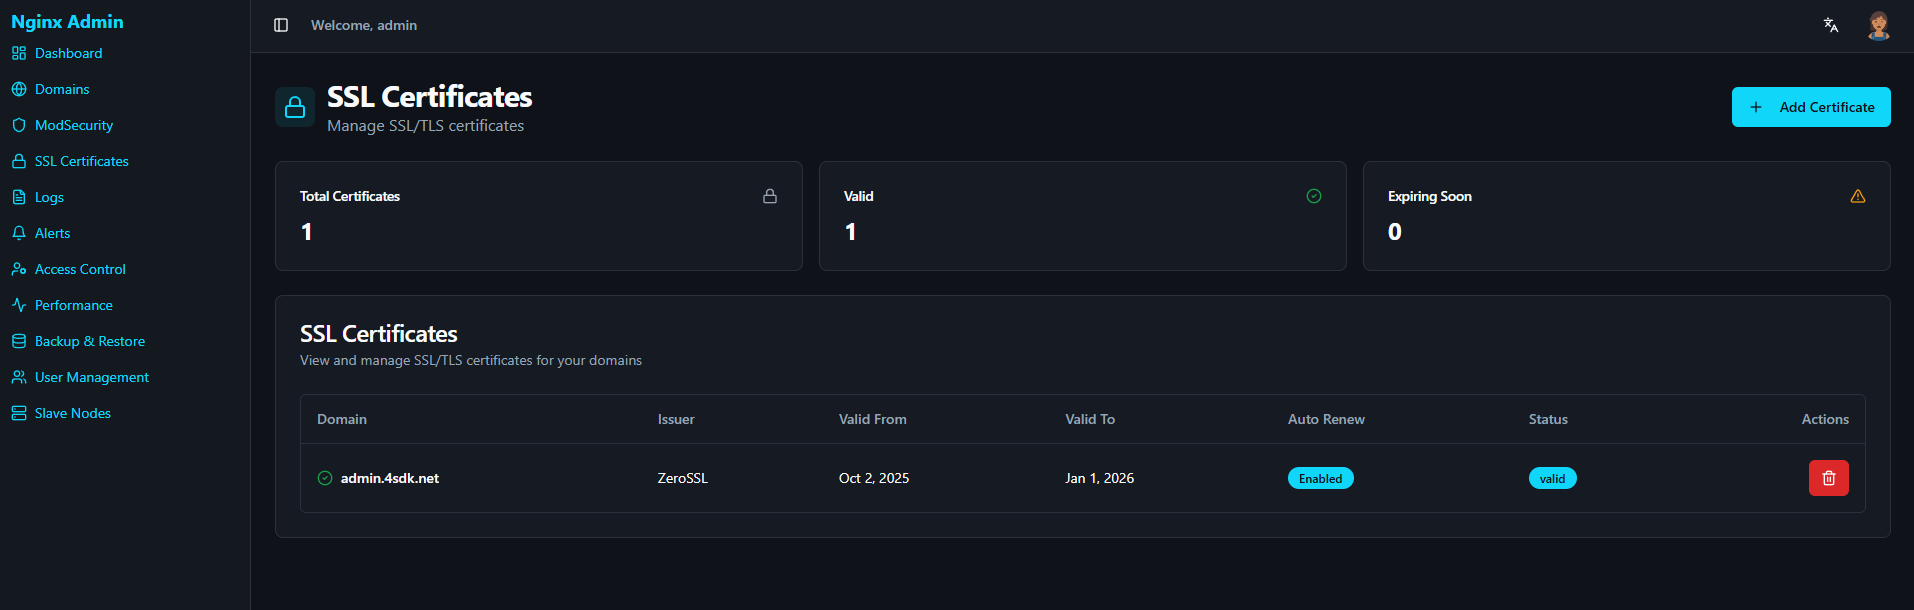 Nginx Admin
Dashboard
Domains
ModSecurity
SSL Certificates
Logs
Alerts
Access Control
Performance
Backup & Restore
User Management
Slave Nodes
Welcome, admin
SSL Certificates
Manage SSL/TLS certificates
Add Certificate
Total Certificates
1
Valid
1
Expiring Soon
0
SSL Certificates
View and manage SSL/TLS certificates for your domains
Domain Issuer Valid From Valid To Auto Renew Status Actions
admin.4sdk.net ZeroSSL Oct 2, 2025 Jan 1, 2026 Enabled valid